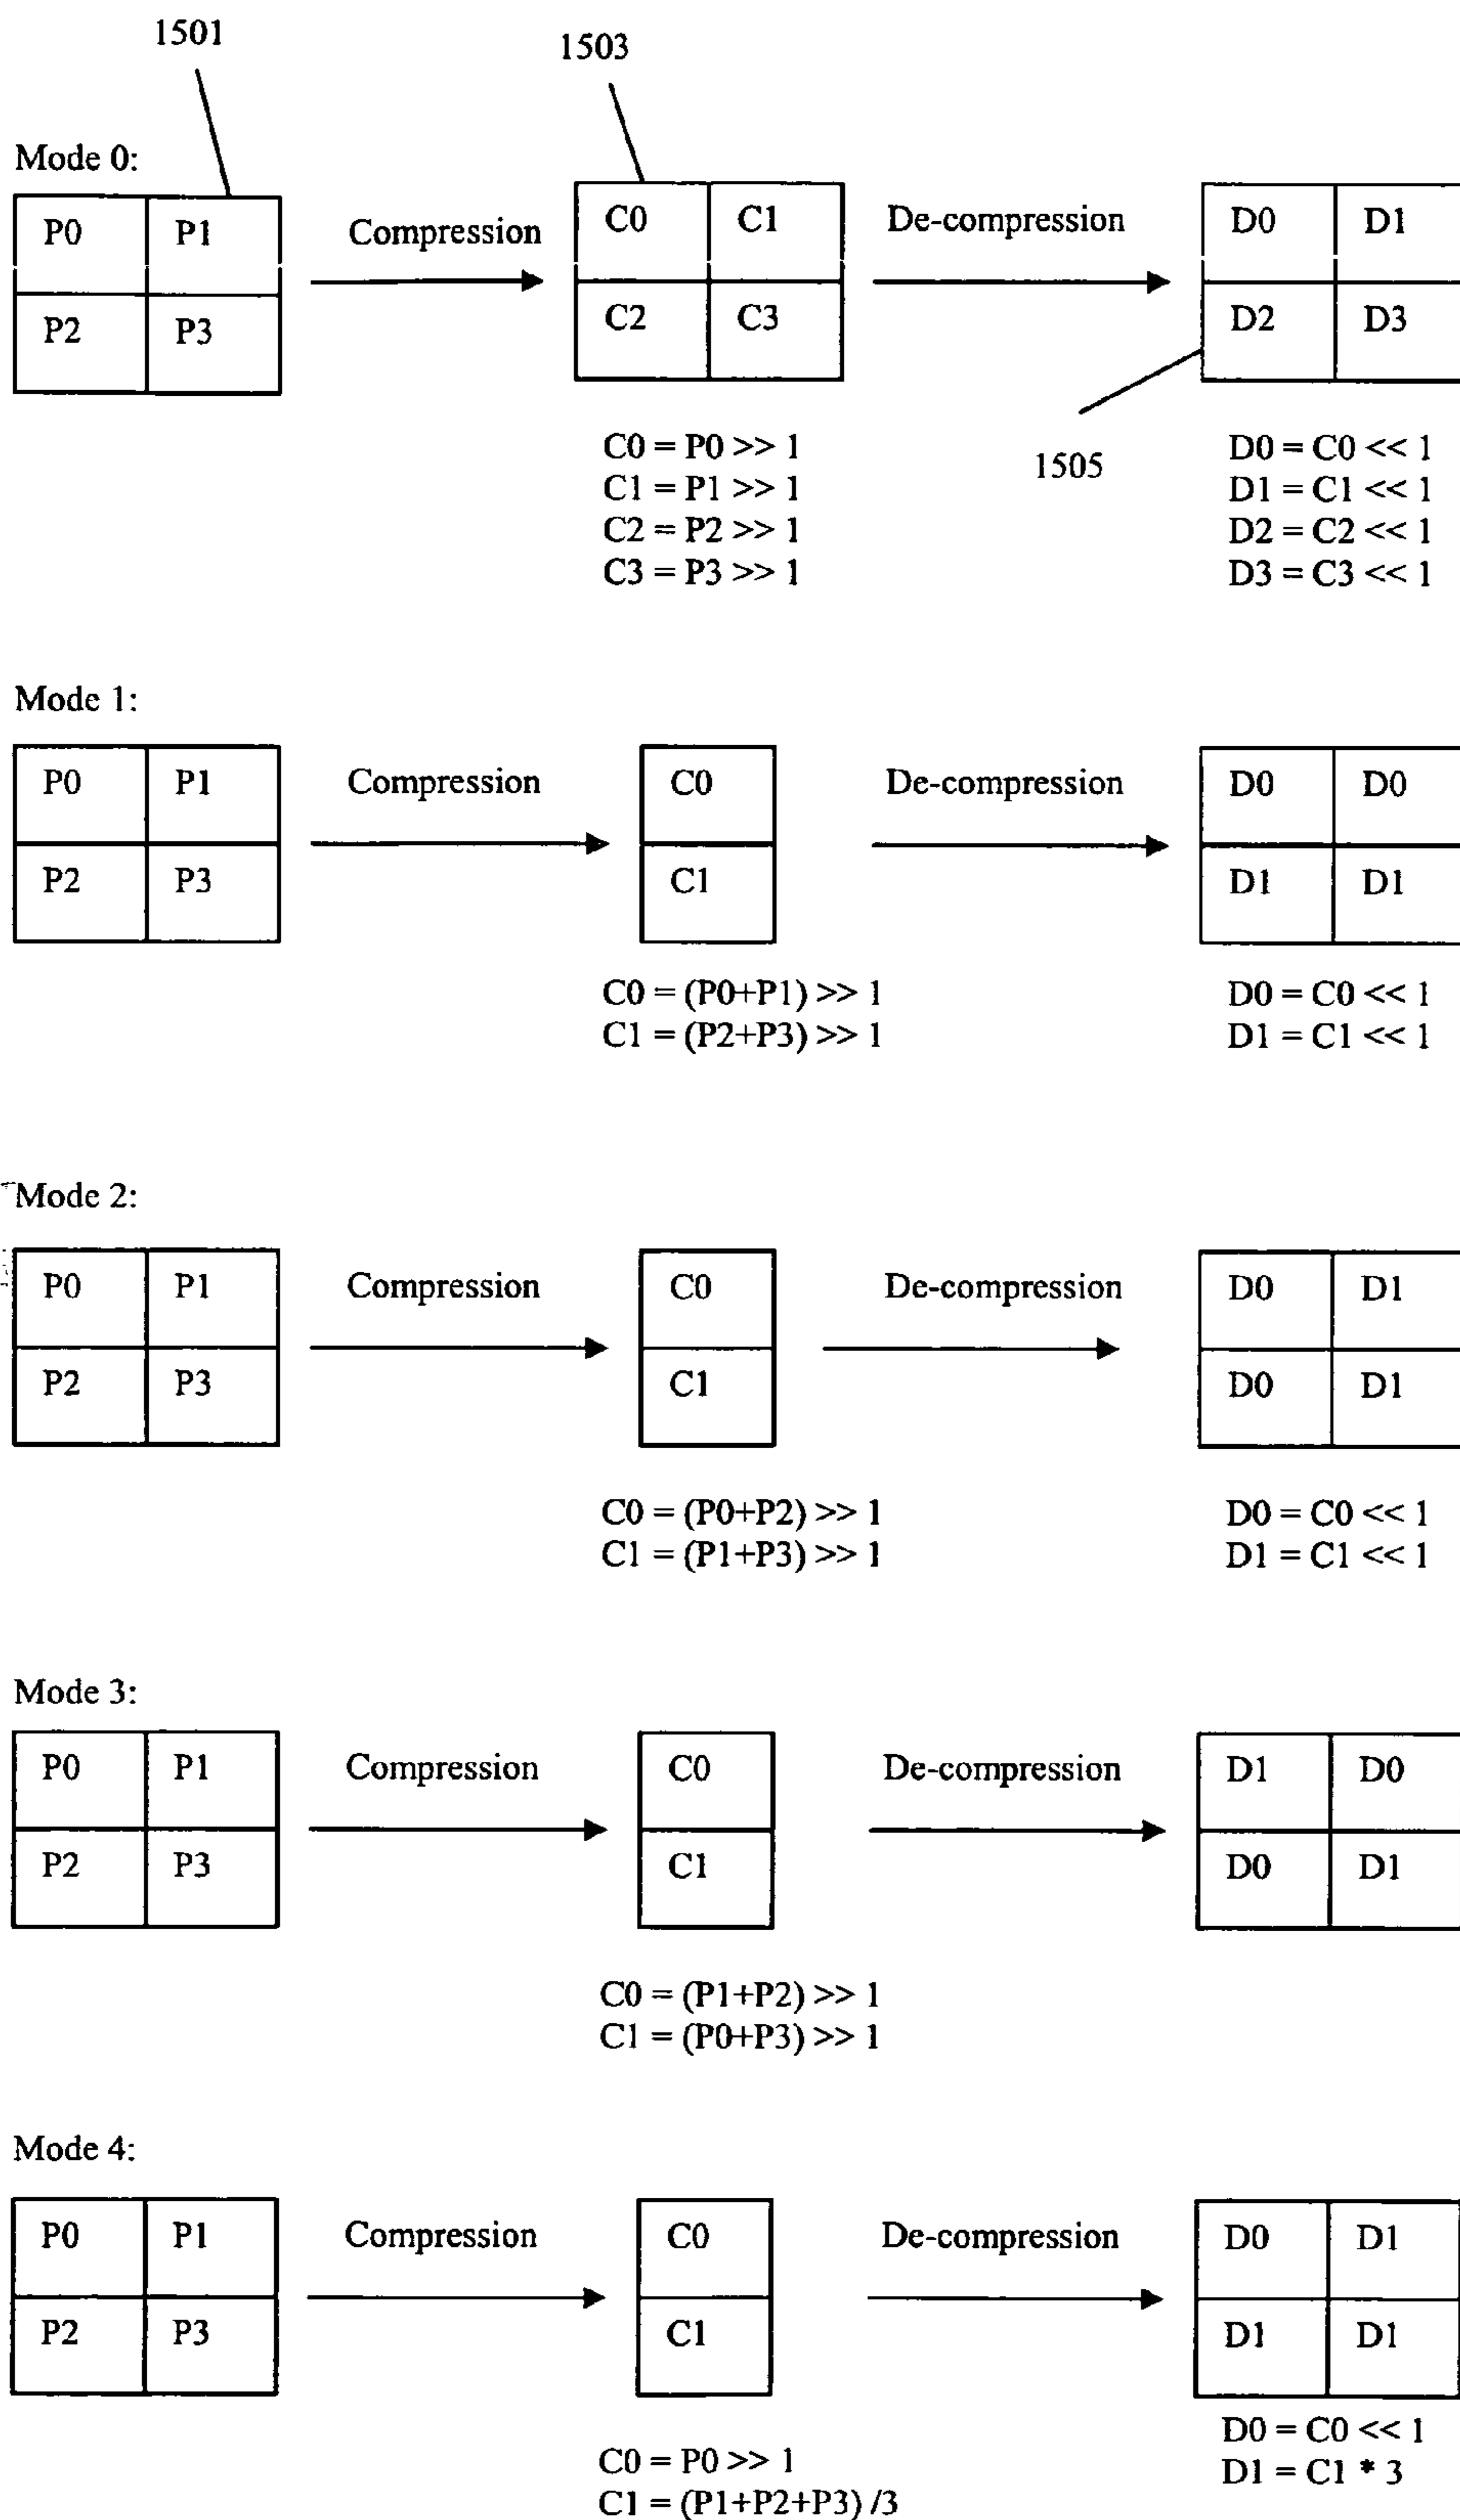 1501
1503
Mode 0:
P0 P1 Compression C0 C1 De-compression D0 D1
P2 P3 C2 C3 D2 D3
C0 = P0 >> 1 1505 D0 = C0 << 1
C1 = P1 >> 1 D1 = C1 << 1
C2 = P2 >> 1 D2 = C2 << 1
C3 = P3 >> 1 D3 = C3 << 1
Mode 1:
P0 P1 Compression C0 De-compression D0 D0
P2 P3 C1 D1 D1
C0 = (P0+P1) >> 1 D0 = C0 << 1
C1 = (P2+P3) >> 1 D1 = C1 << 1
Mode 2:
P0 P1 Compression C0 De-compression D0 D1
P2 P3 C1 D0 D1
C0 = (P0+P2) >> 1 D0 = C0 << 1
C1 = (P1+P3) >> 1 D1 = C1 << 1
Mode 3:
P0 P1 Compression C0 De-compression D1 D0
P2 P3 C1 D0 D1
C0 = (P1+P2) >> 1
C1 = (P0+P3) >> 1
Mode 4:
P0 P1 Compression C0 De-compression D0 D1
P2 P3 C1 D1 D1
D0 = C0 << 1
C0 = P0 >> 1 D1 = C1 * 3
C1 = (P1+P2+P3) /3